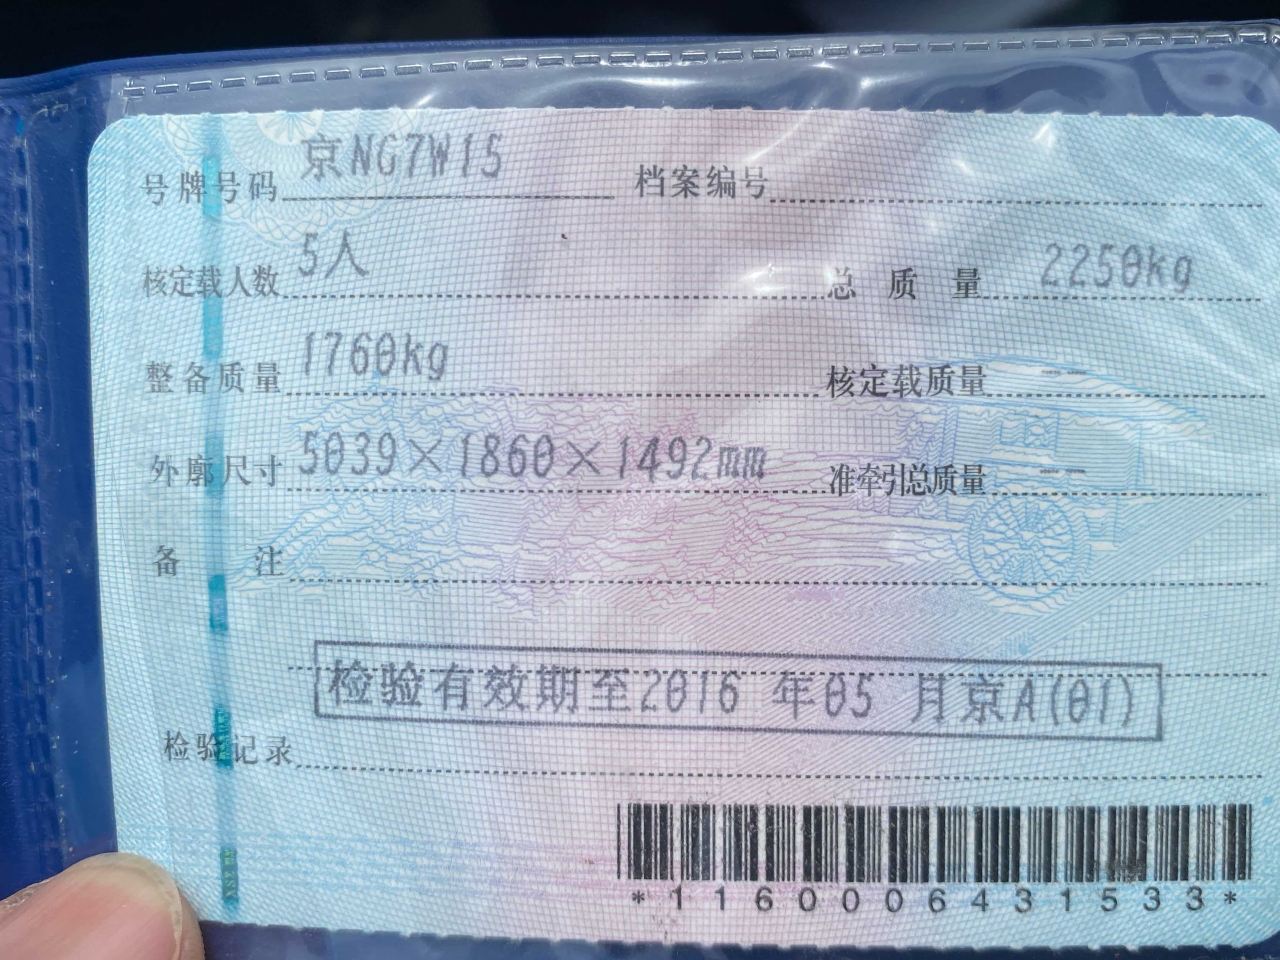 号牌号码 京NG7W15 档案编号
核定载人数 5人 总质量 2250kg
整备质量 1760kg 核定载质量 --
外廓尺寸 5039×1860×1492mm 准牵引总质量 --
备注
检验有效期至2016 年05 月京A(01)
检验记录
*1160006431533*